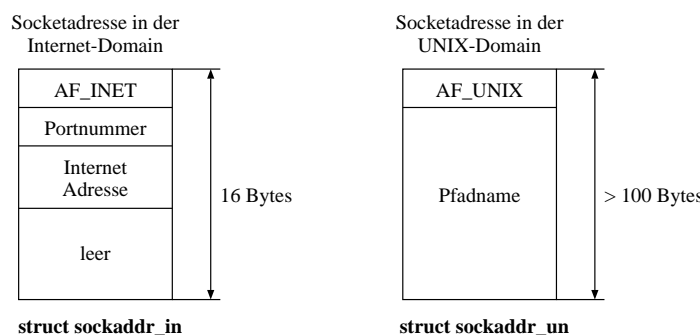 Socketadresse in der
Internet-Domain
AF_INET
Portnummer
Internet
Adresse
leer
16 Bytes
struct sockaddr_in
Socketadresse in der
UNIX-Domain
AF_UNIX
Pfadname
> 100 Bytes
struct sockaddr_un